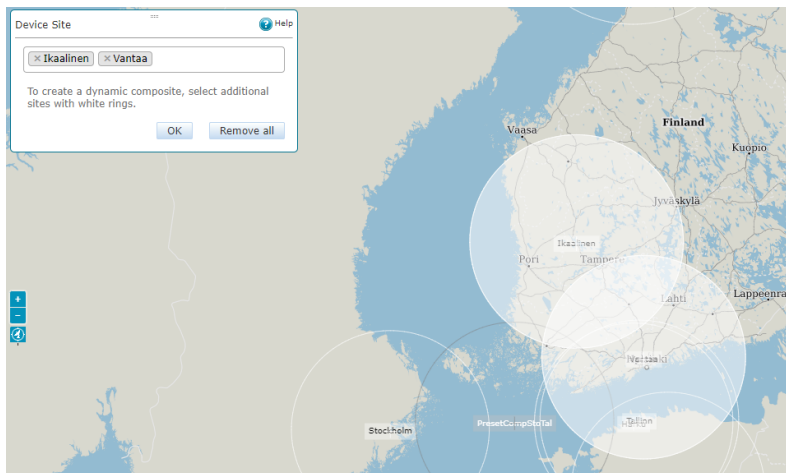 Device Site
Help
× Ikaalinen × Vantaa
To create a dynamic composite, select additional
sites with white rings.
OK Remove all
Vaasa
Finland
Kuopio
Jyväskylä
Ikaalinen
Pori
Tampere
Lahti
Lappeenra
+
−
PresetCompStoTal
Tallinn
Stockholm